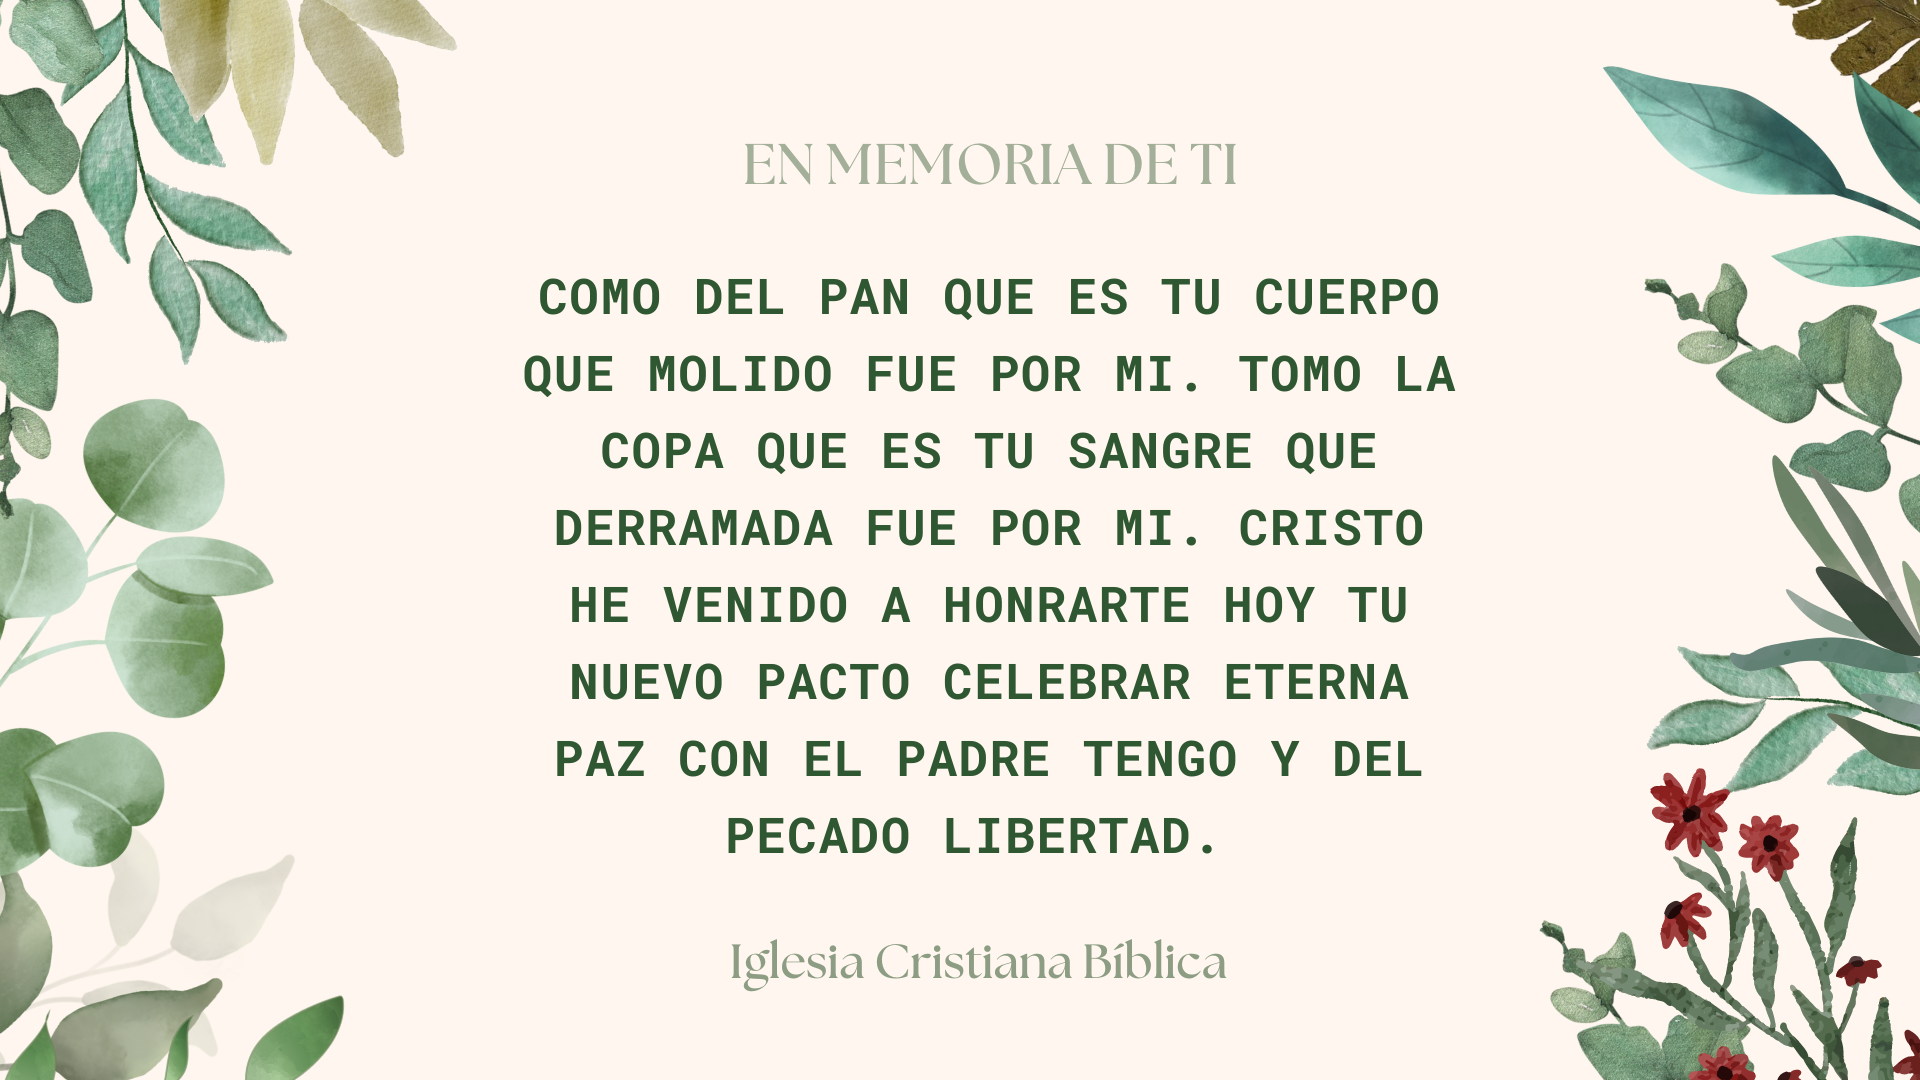 EN MEMORIA DE TI
COMO DEL PAN QUE ES TU CUERPO
QUE MOLIDO FUE POR MI. TOMO LA
COPA QUE ES TU SANGRE QUE
DERRAMADA FUE POR MI. CRISTO
HE VENIDO A HONRARTE HOY TU
NUEVO PACTO CELEBRAR ETERNA
PAZ CON EL PADRE TENGO Y DEL
PECADO LIBERTAD.
Iglesia Cristiana Bíblica